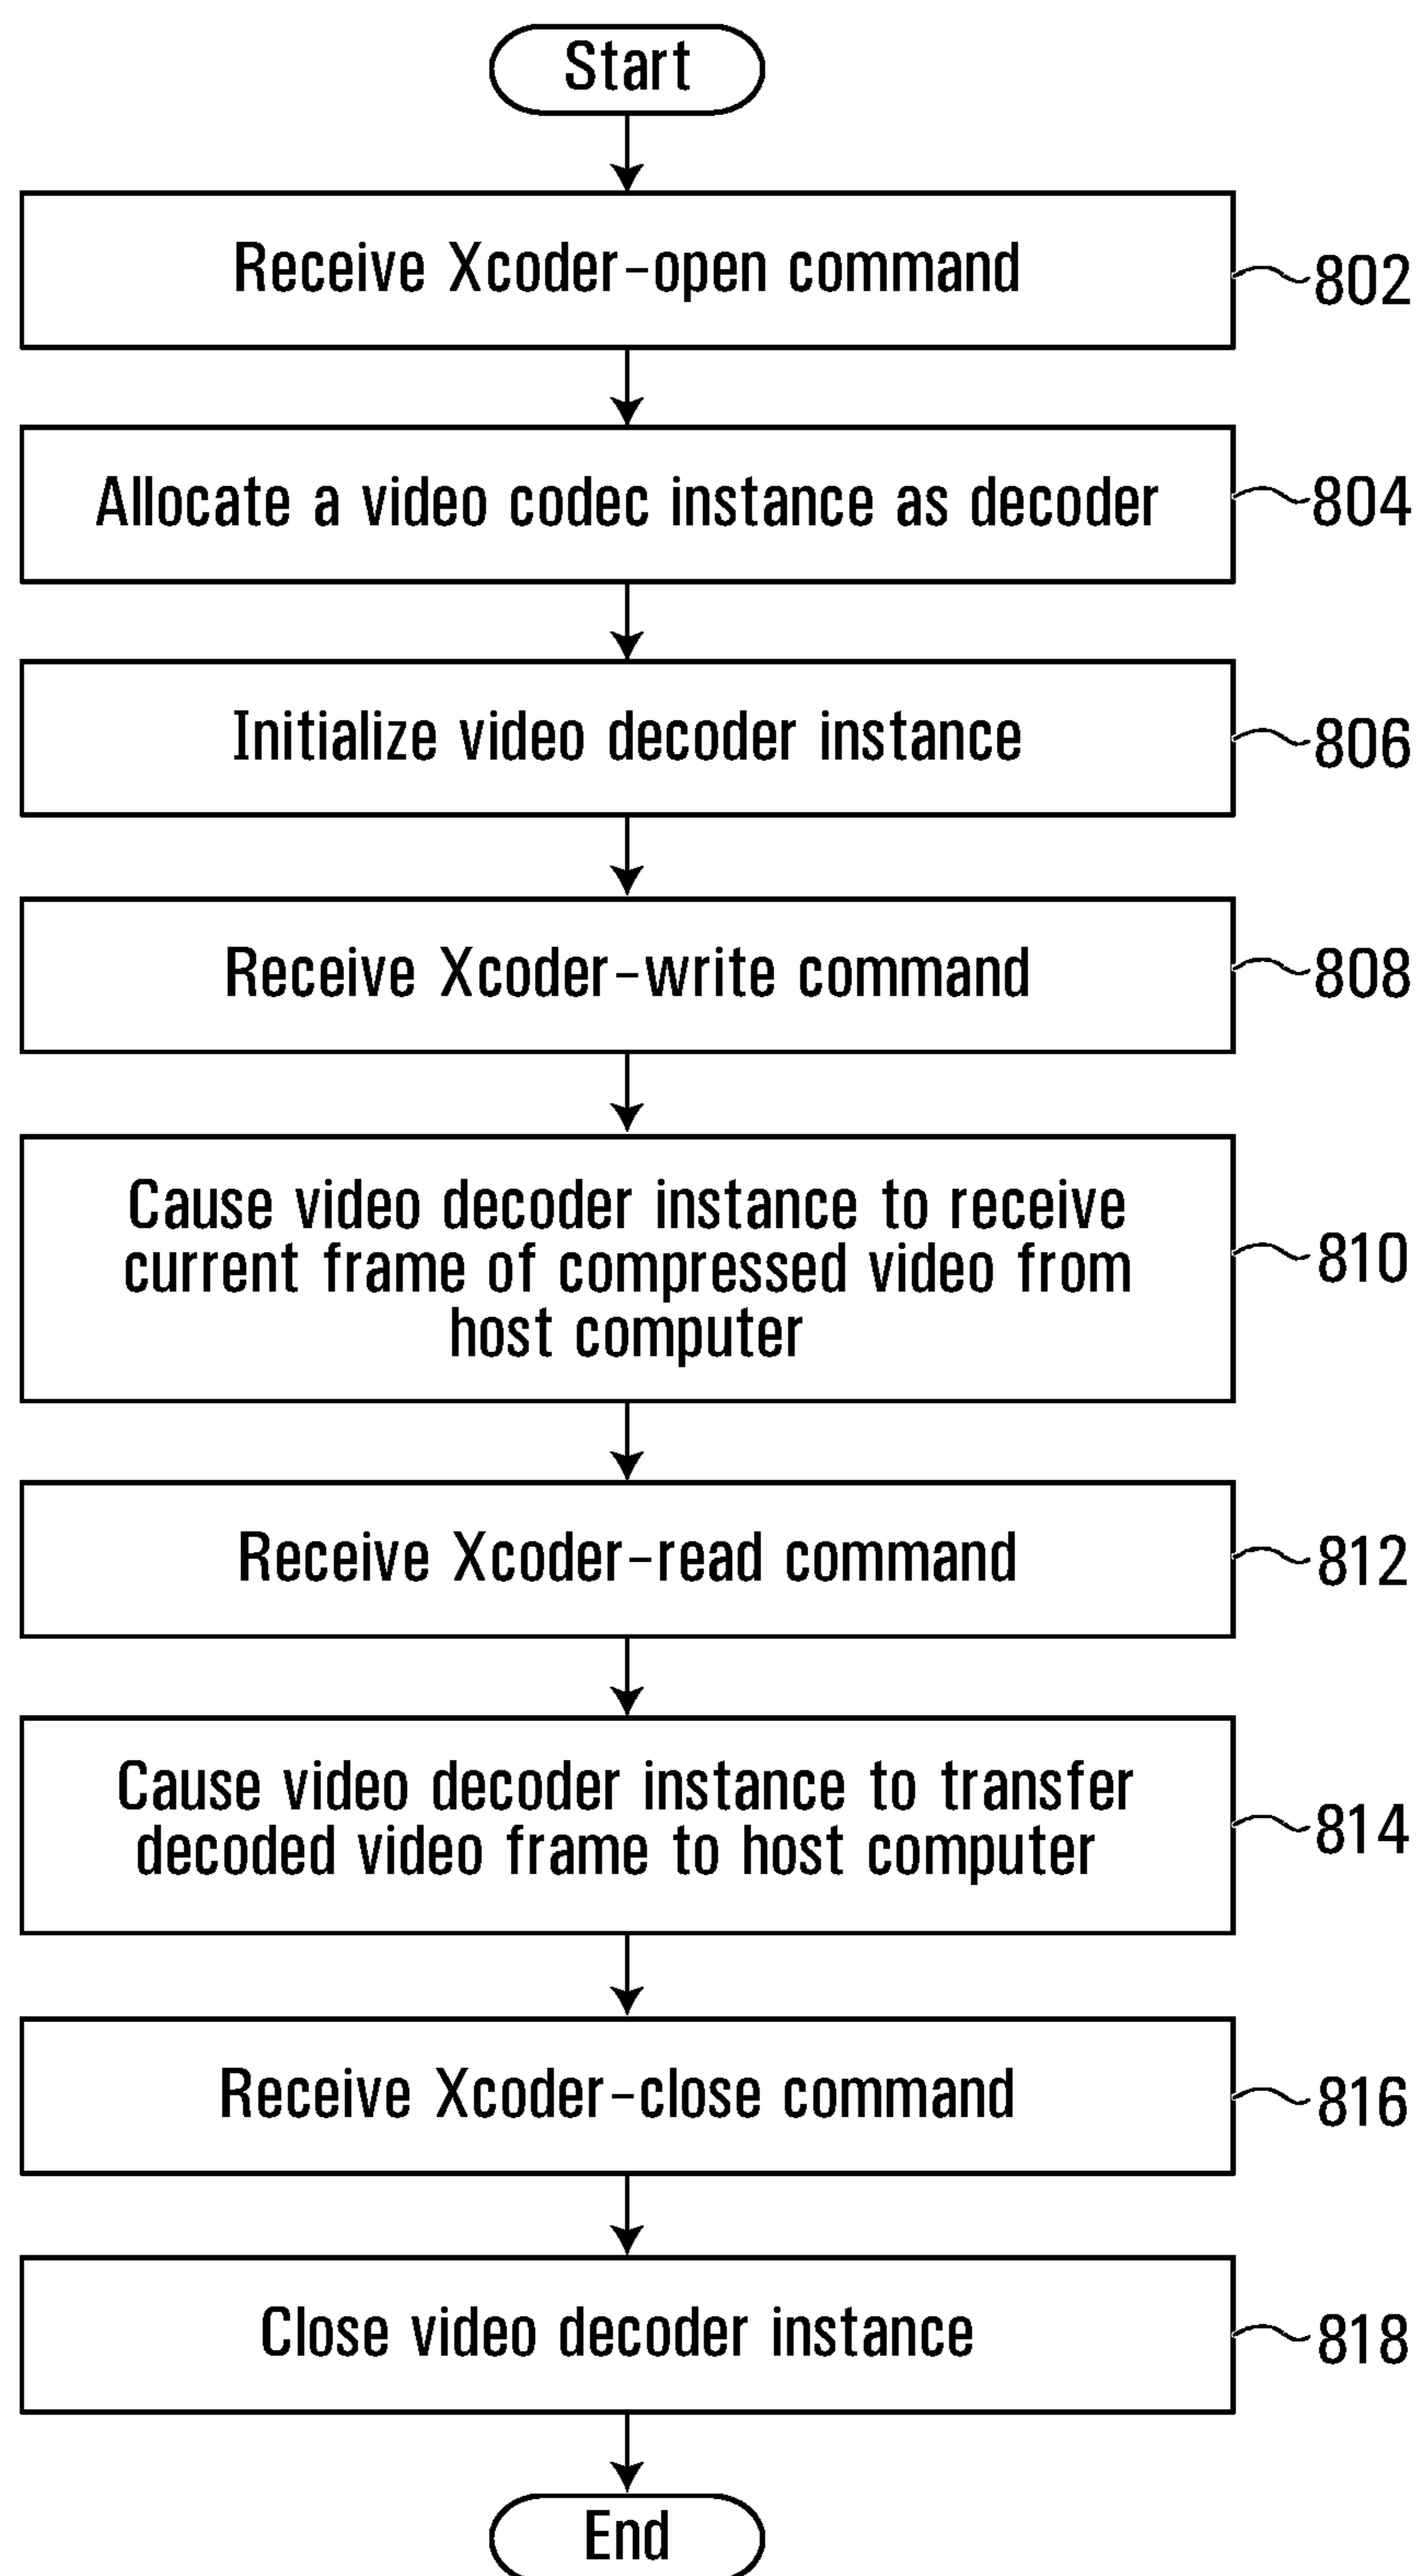 Start
Receive Xcoder-open command
802
Allocate a video codec instance as decoder
804
Initialize video decoder instance
806
Receive Xcoder-write command
808
Cause video decoder instance to receive
current frame of compressed video from
host computer
810
Receive Xcoder-read command
812
Cause video decoder instance to transfer
decoded video frame to host computer
814
Receive Xcoder-close command
816
Close video decoder instance
818
End